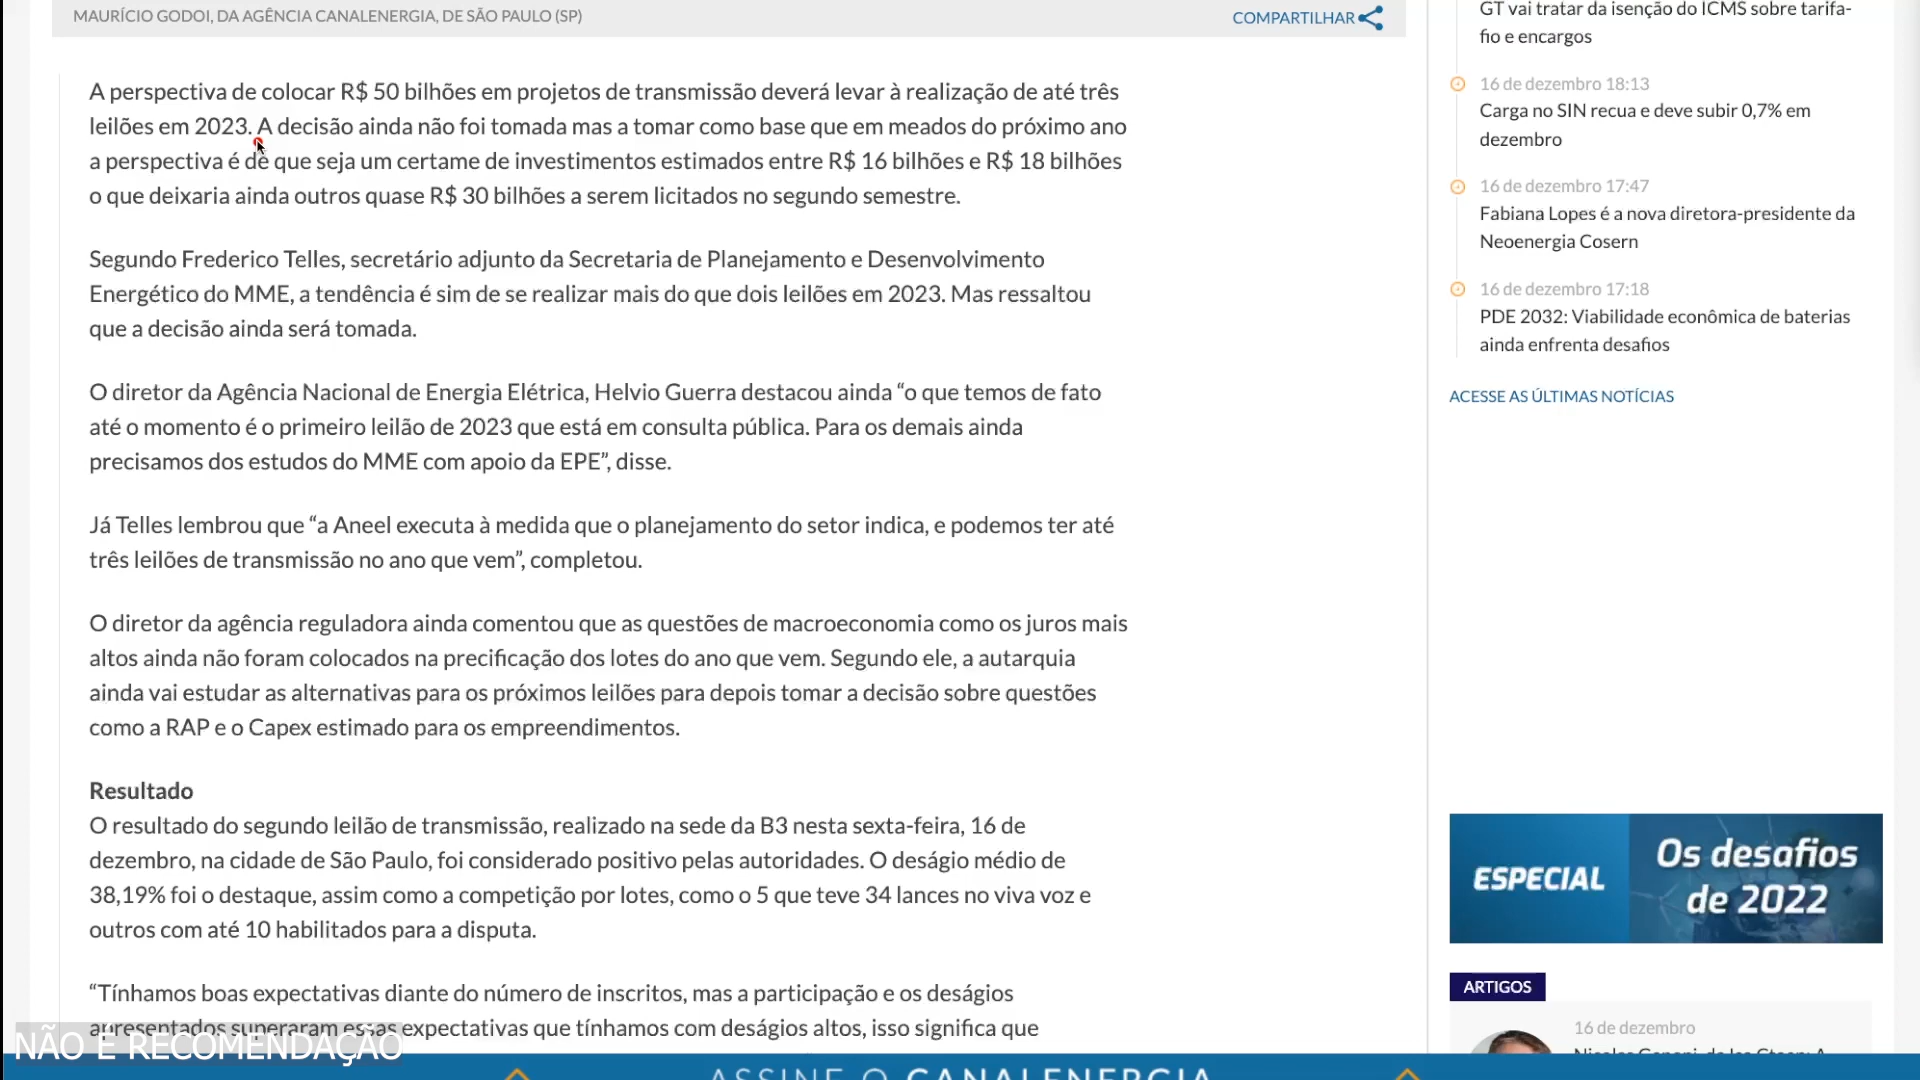 MAURÍCIO GODOI, DA AGÊNCIA CANALENERGIA, DE SÃO PAULO (SP)
COMPARTILHAR
A perspectiva de colocar R$ 50 bilhões em projetos de transmissão deverá levar à realização de até três
leilões em 2023. A decisão ainda não foi tomada mas a tomar como base que em meados do próximo ano
a perspectiva é de que seja um certame de investimentos estimados entre R$ 16 bilhões e R$ 18 bilhões
o que deixaria ainda outros quase R$ 30 bilhões a serem licitados no segundo semestre.
Segundo Frederico Telles, secretário adjunto da Secretaria de Planejamento e Desenvolvimento
Energético do MME, a tendência é sim de se realizar mais do que dois leilões em 2023. Mas ressaltou
que a decisão ainda será tomada.
O diretor da Agência Nacional de Energia Elétrica, Helvio Guerra destacou ainda “o que temos de fato
até o momento é o primeiro leilão de 2023 que está em consulta pública. Para os demais ainda
precisamos dos estudos do MME com apoio da EPE”, disse.
Já Telles lembrou que “a Aneel executa à medida que o planejamento do setor indica, e podemos ter até
três leilões de transmissão no ano que vem”, completou.
O diretor da agência reguladora ainda comentou que as questões de macroeconomia como os juros mais
altos ainda não foram colocados na precificação dos lotes do ano que vem. Segundo ele, a autarquia
ainda vai estudar as alternativas para os próximos leilões para depois tomar a decisão sobre questões
como a RAP e o Capex estimado para os empreendimentos.
Resultado
O resultado do segundo leilão de transmissão, realizado na sede da B3 nesta sexta-feira, 16 de
dezembro, na cidade de São Paulo, foi considerado positivo pelas autoridades. O deságio médio de
38,19% foi o destaque, assim como a competição por lotes, como o 5 que teve 34 lances no viva voz e
outros com até 10 habilitados para a disputa.
“Tínhamos boas expectativas diante do número de inscritos, mas a participação e os deságios
apresentados superaram essas expectativas que tínhamos com deságios altos, isso significa que
NÃO É RECOMENDAÇÃO
ASSINE O CANALENERGIA
GT vai tratar da isenção do ICMS sobre tarifa-
fio e encargos
16 de dezembro 18:13
Carga no SIN recua e deve subir 0,7% em
dezembro
16 de dezembro 17:47
Fabiana Lopes é a nova diretora-presidente da
Neoenergia Cosern
16 de dezembro 17:18
PDE 2032: Viabilidade econômica de baterias
ainda enfrenta desafios
ACESSE AS ÚLTIMAS NOTÍCIAS
ESPECIAL
Os desafios
de 2022
ARTIGOS
16 de dezembro